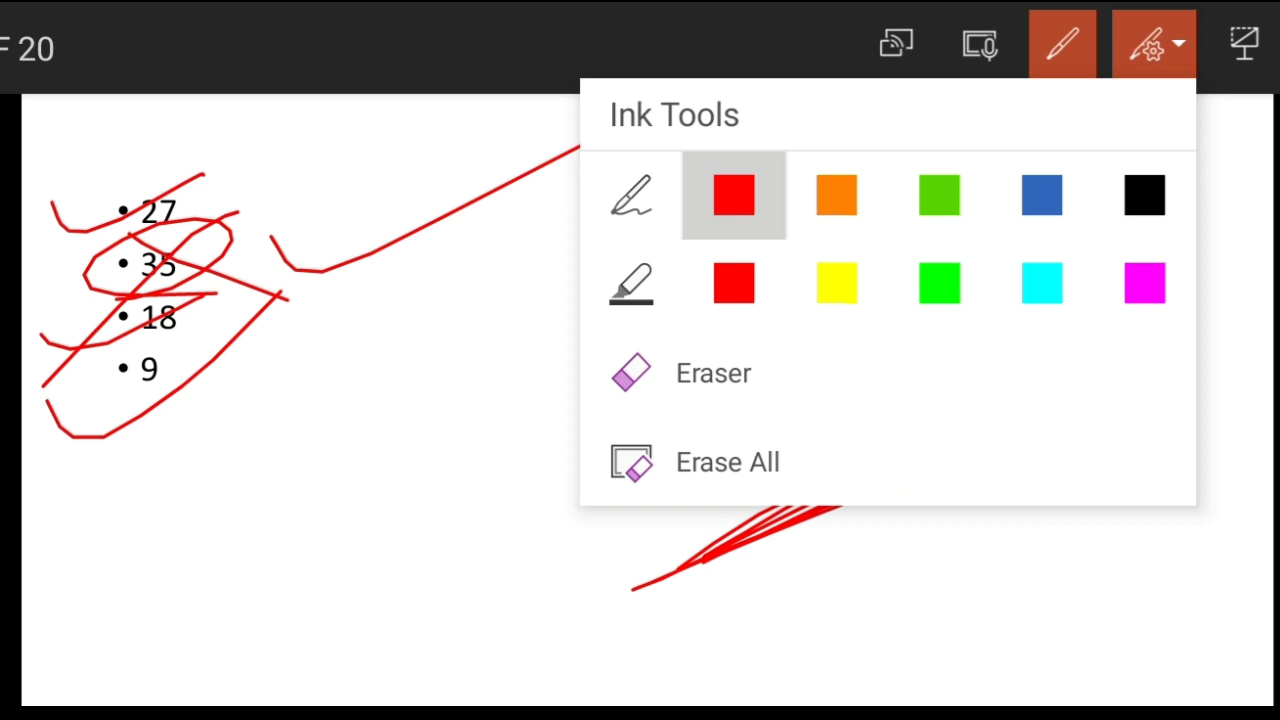 F 20
Ink Tools
• 27
• 35
• 18
• 9
Eraser
Erase All